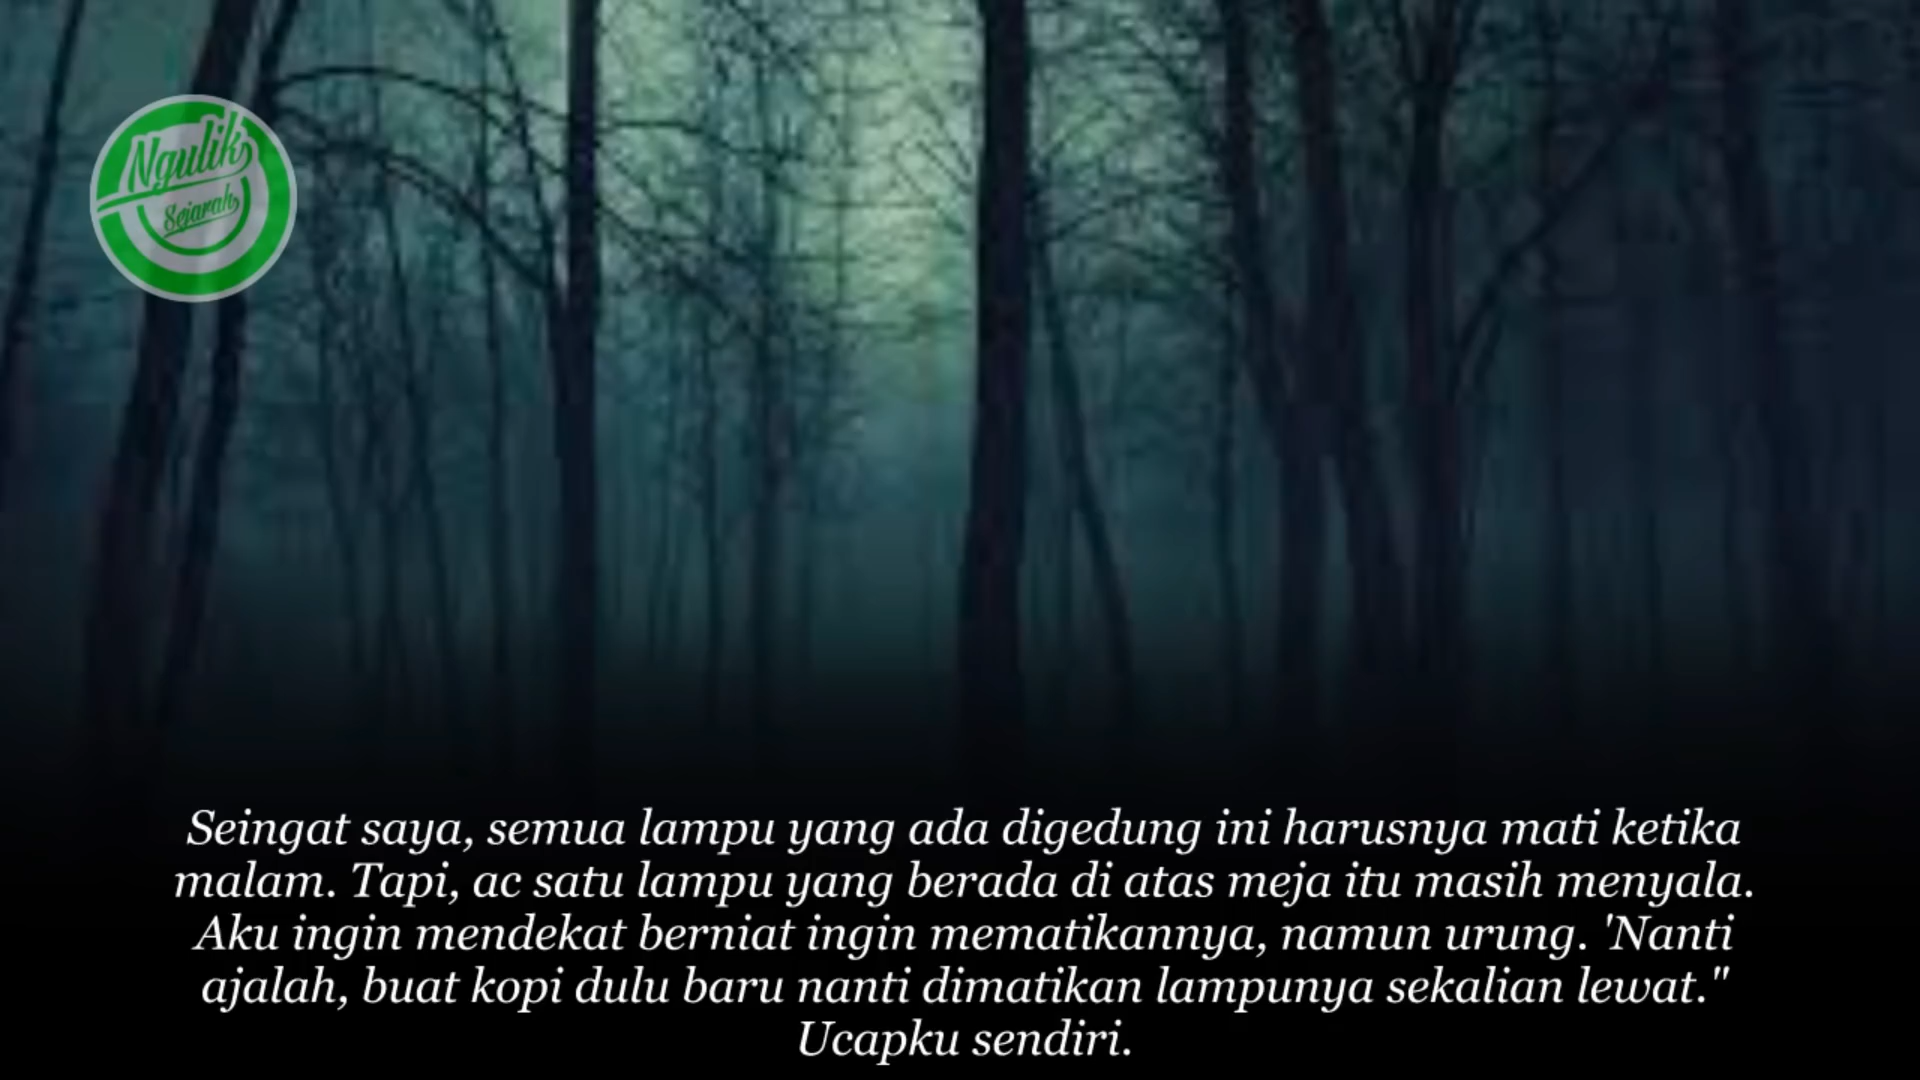 Ngulik
Sejarah
Seingat saya, semua lampu yang ada digedung ini harusnya mati ketika
malam. Tapi, ac satu lampu yang berada di atas meja itu masih menyala.
Aku ingin mendekat berniat ingin mematikannya, namun urung. 'Nanti
ajalah, buat kopi dulu baru nanti dimatikan lampunya sekalian lewat."
Ucapku sendiri.